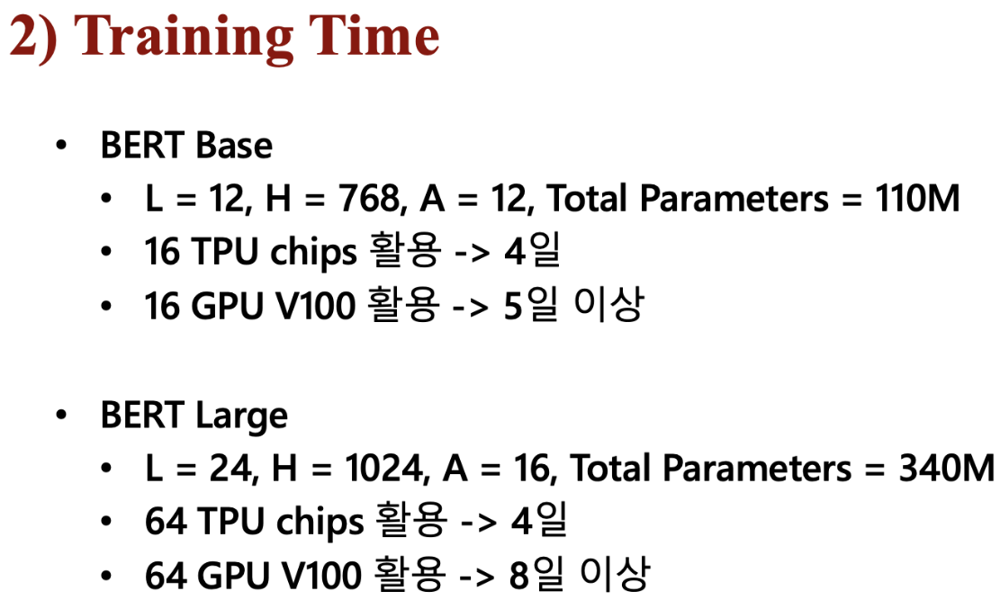 2) Training Time
• BERT Base
• L = 12, H = 768, A = 12, Total Parameters = 110M
• 16 TPU chips 활용 -> 4일
• 16 GPU V100 활용 -> 5일 이상
• BERT Large
• L = 24, H = 1024, A = 16, Total Parameters = 340M
• 64 TPU chips 활용 -> 4일
• 64 GPU V100 활용 -> 8일 이상